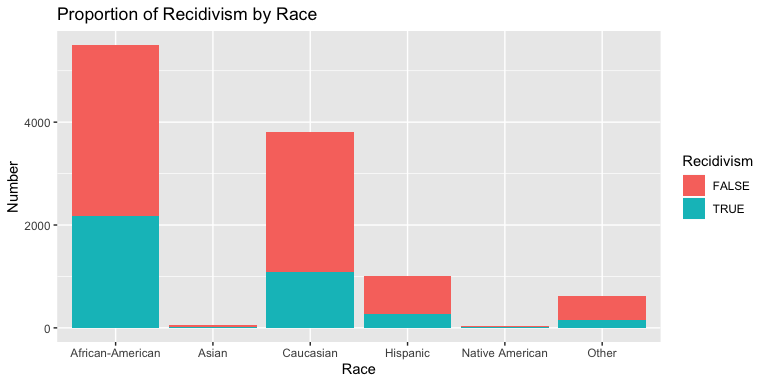 Proportion of Recidivism by Race
Number
4000
2000
0
African-American
Asian
Caucasian
Hispanic
Native American
Other
Race
Recidivism
FALSE
TRUE